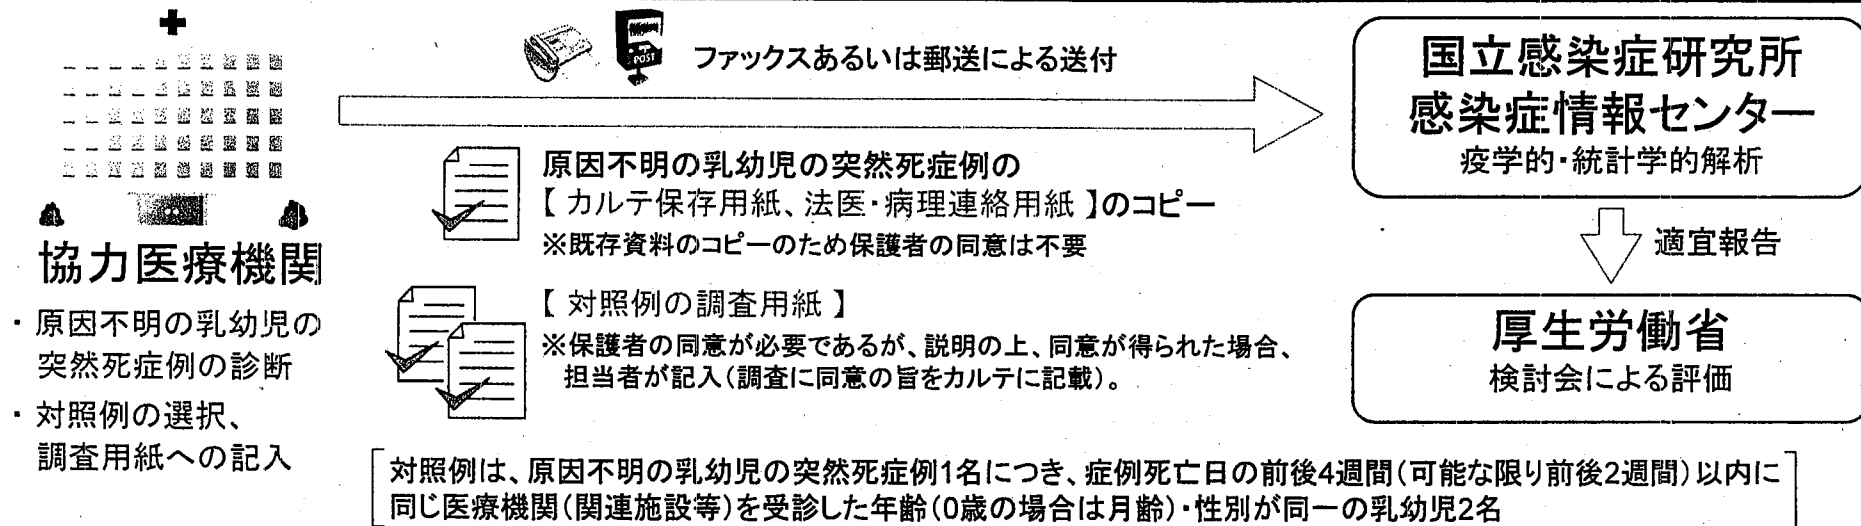 ファックスあるいは郵送による送付
POST
国立感染症研究所
感染症情報センター
疫学的・統計学的解析
原因不明の乳幼児の突然死症例の
【 カルテ保存用紙、法医・病理連絡用紙 】のコピー
※既存資料のコピーのため保護者の同意は不要
適宜報告
協力医療機関
・原因不明の乳幼児の
突然死症例の診断
・対照例の選択、
調査用紙への記入
【 対照例の調査用紙 】
※保護者の同意が必要であるが、説明の上、同意が得られた場合、
担当者が記入(調査に同意の旨をカルテに記載)。
厚生労働省
検討会による評価
対照例は、原因不明の乳幼児の突然死症例1名につき、症例死亡日の前後4週間(可能な限り前後2週間)以内に
同じ医療機関(関連施設等)を受診した年齢(0歳の場合は月齢)・性別が同一の乳幼児2名